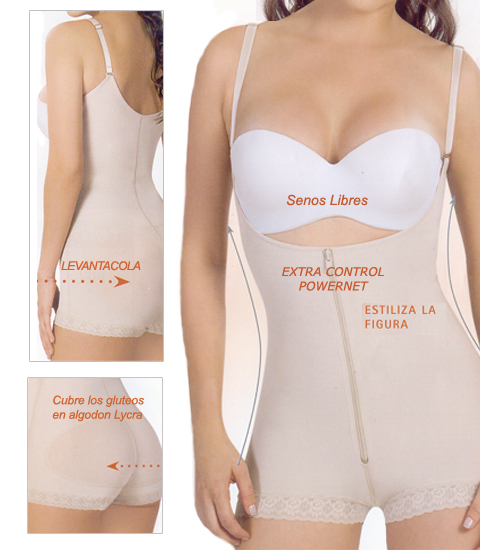 LEVANTACOLA
Cubre los gluteos
en algodon Lycra
Senos Libres
EXTRA CONTROL
POWERNET
ESTILIZA LA
FIGURA